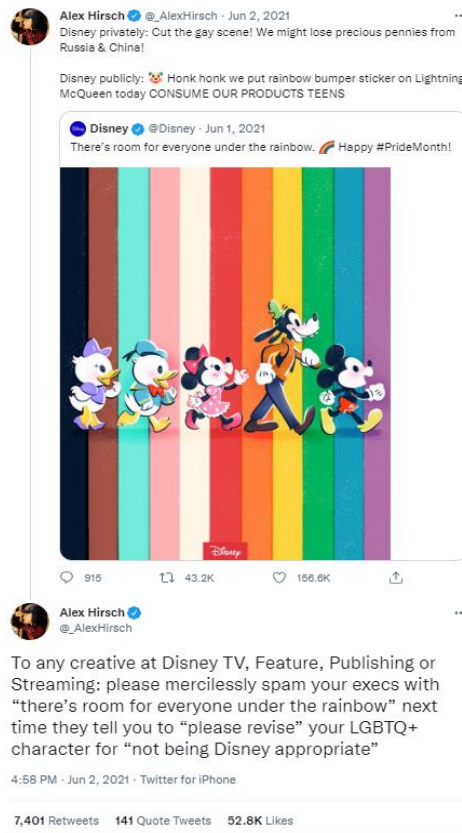 Alex Hirsch @_AlexHirsch · Jun 2, 2021
Disney privately: Cut the gay scene! We might lose precious pennies from
Russia & China!
Disney publicly: 🤡 Honk honk we put rainbow bumper sticker on Lightning
McQueen today CONSUME OUR PRODUCTS TEENS
Disney @Disney · Jun 1, 2021
There's room for everyone under the rainbow. 🌈 Happy #PrideMonth!
Disney
915 43.2K 156.6K
Alex Hirsch
@_AlexHirsch
To any creative at Disney TV, Feature, Publishing or
Streaming: please mercilessly spam your execs with
“there's room for everyone under the rainbow” next
time they tell you to “please revise” your LGBTQ+
character for “not being Disney appropriate”
4:58 PM · Jun 2, 2021 · Twitter for iPhone
7,401 Retweets 141 Quote Tweets 52.8K Likes